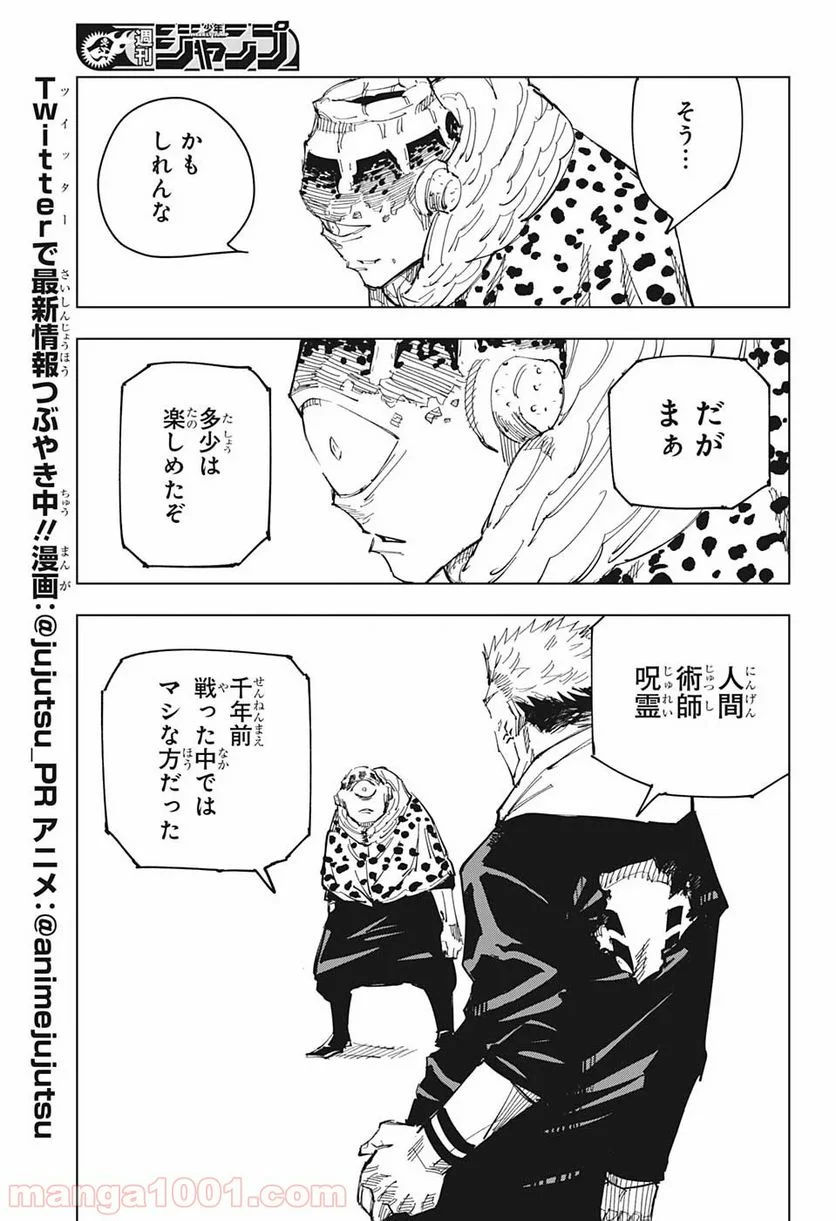 週刊
少年
ジャンプ
そう…
かも
しれんな
だが
まぁ
多少は
楽しめたぞ
人間
術師
呪霊
千年前
戦った中では
マシな方だった
Twitterで最新情報つぶやき中!!漫画:@jujutsu_PR アニメ:@animejujutsu
manga1001.com